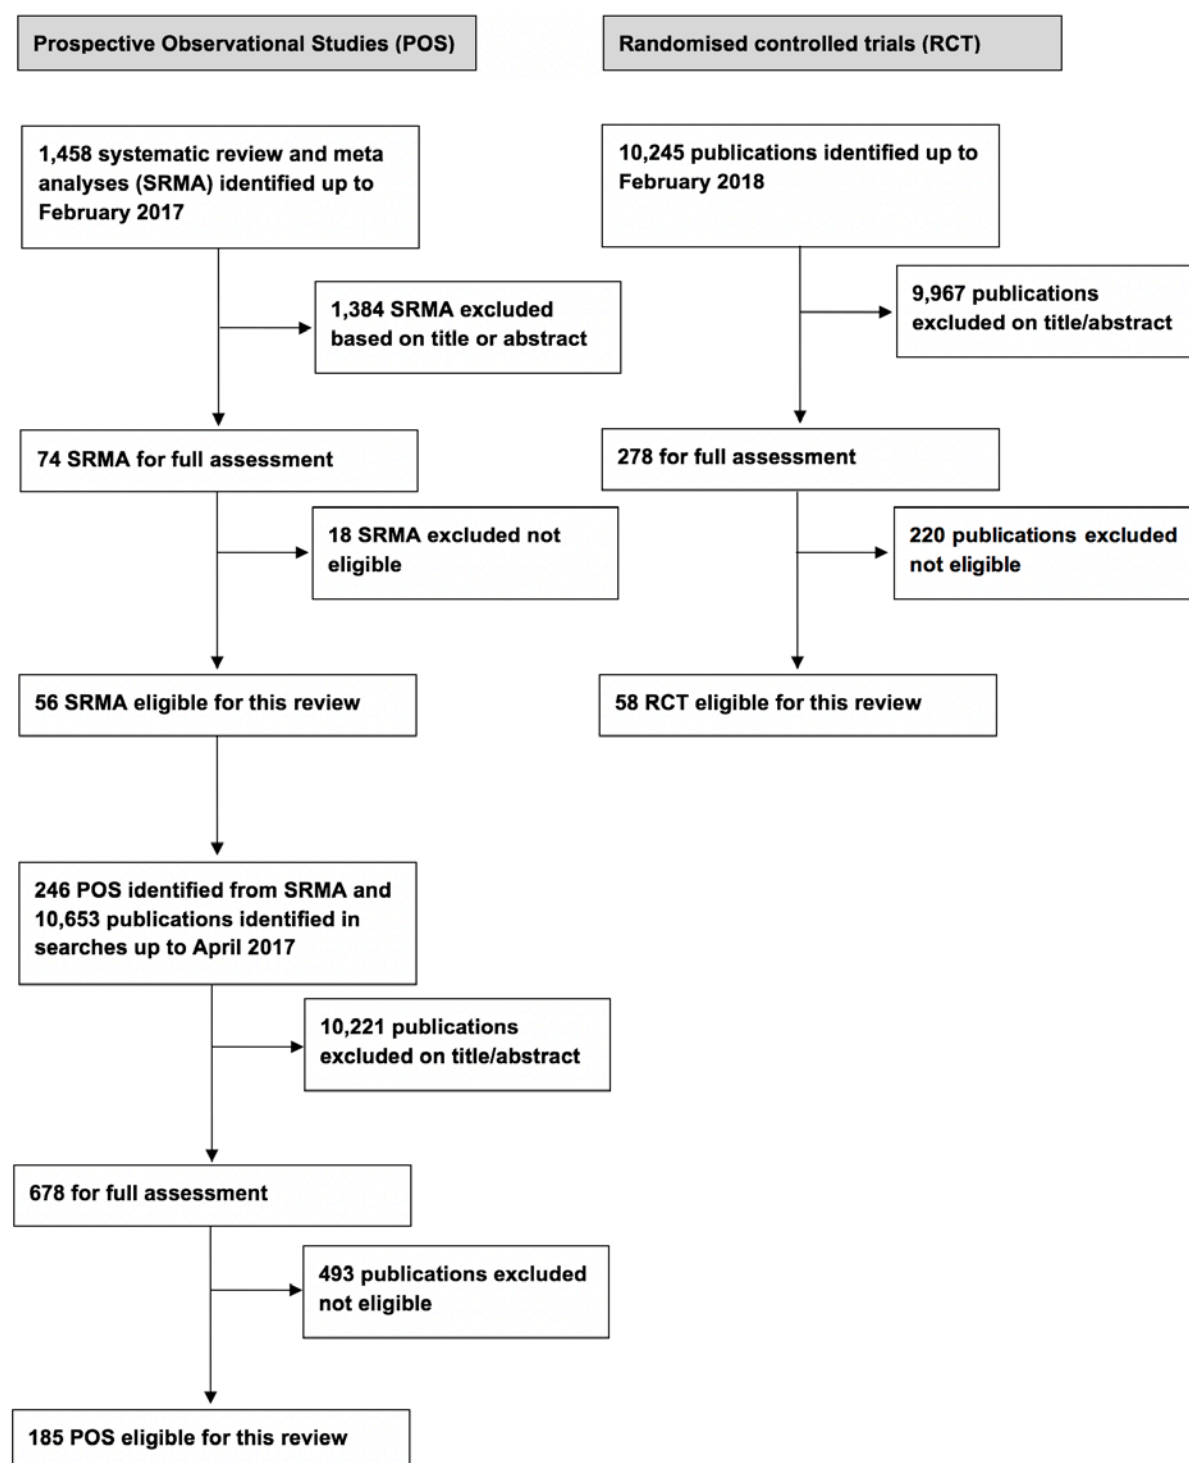 Prospective Observational Studies (POS)
Randomised controlled trials (RCT)
1,458 systematic review and meta
analyses (SRMA) identified up to
February 2017
10,245 publications identified up to
February 2018
1,384 SRMA excluded
based on title or abstract
9,967 publications
excluded on title/abstract
74 SRMA for full assessment
278 for full assessment
18 SRMA excluded not
eligible
220 publications excluded
not eligible
56 SRMA eligible for this review
58 RCT eligible for this review
246 POS identified from SRMA and
10,653 publications identified in
searches up to April 2017
10,221 publications
excluded on title/abstract
678 for full assessment
493 publications excluded
not eligible
185 POS eligible for this review